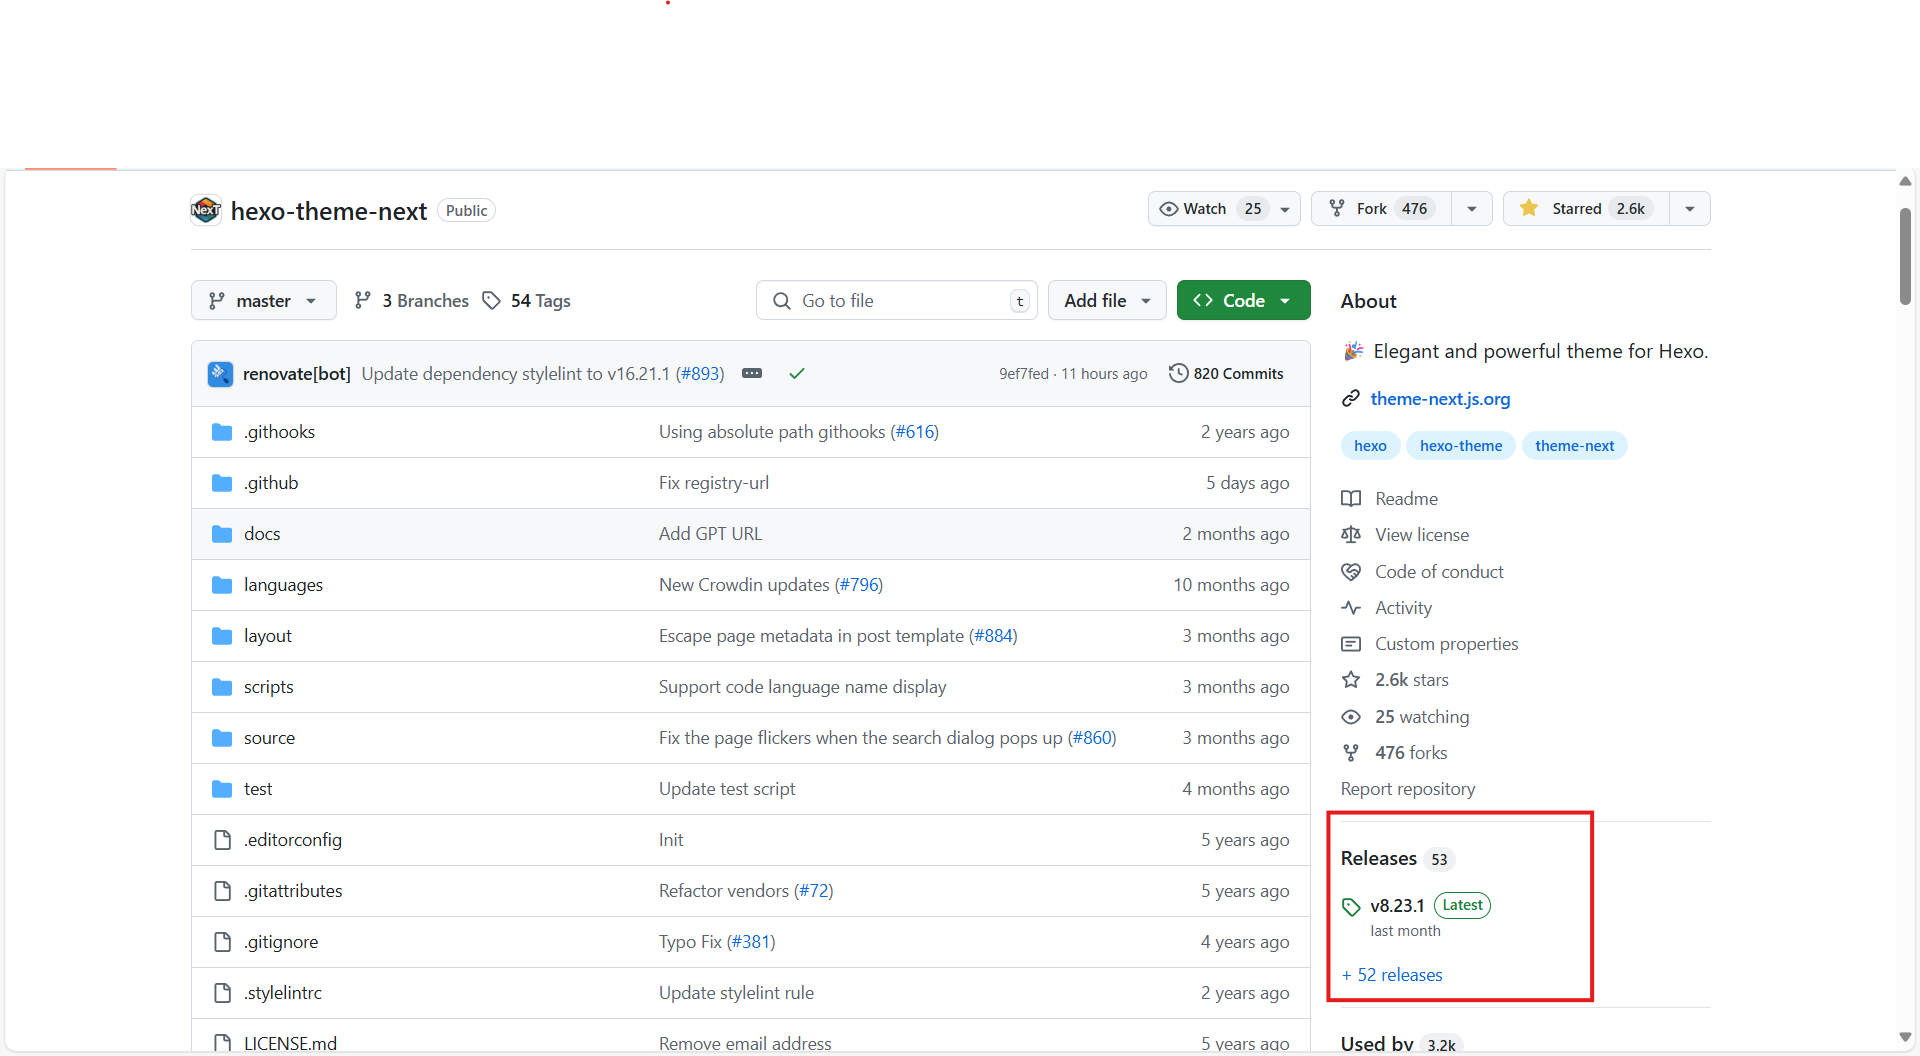 NexT
hexo-theme-next Public
Watch 25
Fork 476
Starred 2.6k
master
3 Branches
54 Tags
Go to file t
Add file
Code
renovate[bot] Update dependency stylelint to v16.21.1 (#893)
9ef7fed · 11 hours ago
820 Commits
.githooks Using absolute path githooks (#616) 2 years ago
.github Fix registry-url 5 days ago
docs Add GPT URL 2 months ago
languages New Crowdin updates (#796) 10 months ago
layout Escape page metadata in post template (#884) 3 months ago
scripts Support code language name display 3 months ago
source Fix the page flickers when the search dialog pops up (#860) 3 months ago
test Update test script 4 months ago
.editorconfig Init 5 years ago
.gitattributes Refactor vendors (#72) 5 years ago
.gitignore Typo Fix (#381) 4 years ago
.stylelintrc Update stylelint rule 2 years ago
LICENSE.md Remove email address 5 years ago
About
Elegant and powerful theme for Hexo.
theme-next.js.org
hexo hexo-theme theme-next
Readme
View license
Code of conduct
Activity
Custom properties
2.6k stars
25 watching
476 forks
Report repository
Releases 53
v8.23.1 Latest
last month
+ 52 releases
Used by 3.2k